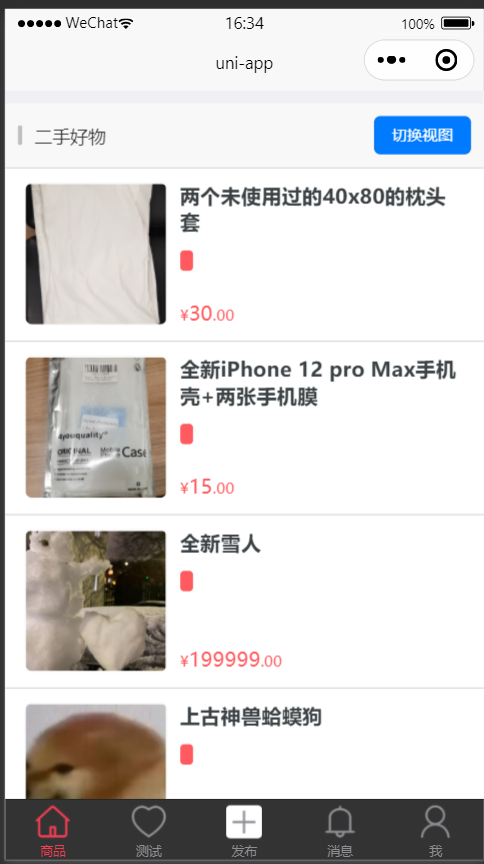 WeChat
16:34
100%
uni-app
二手好物
切换视图
两个未使用过的40x80的枕头
套
¥30.00
全新iPhone 12 pro Max手机
壳+两张手机膜
ORIGINAL
Mobile Phone Case
¥15.00
全新雪人
¥199999.00
上古神兽蛤蟆狗
商品
测试
发布
消息
我